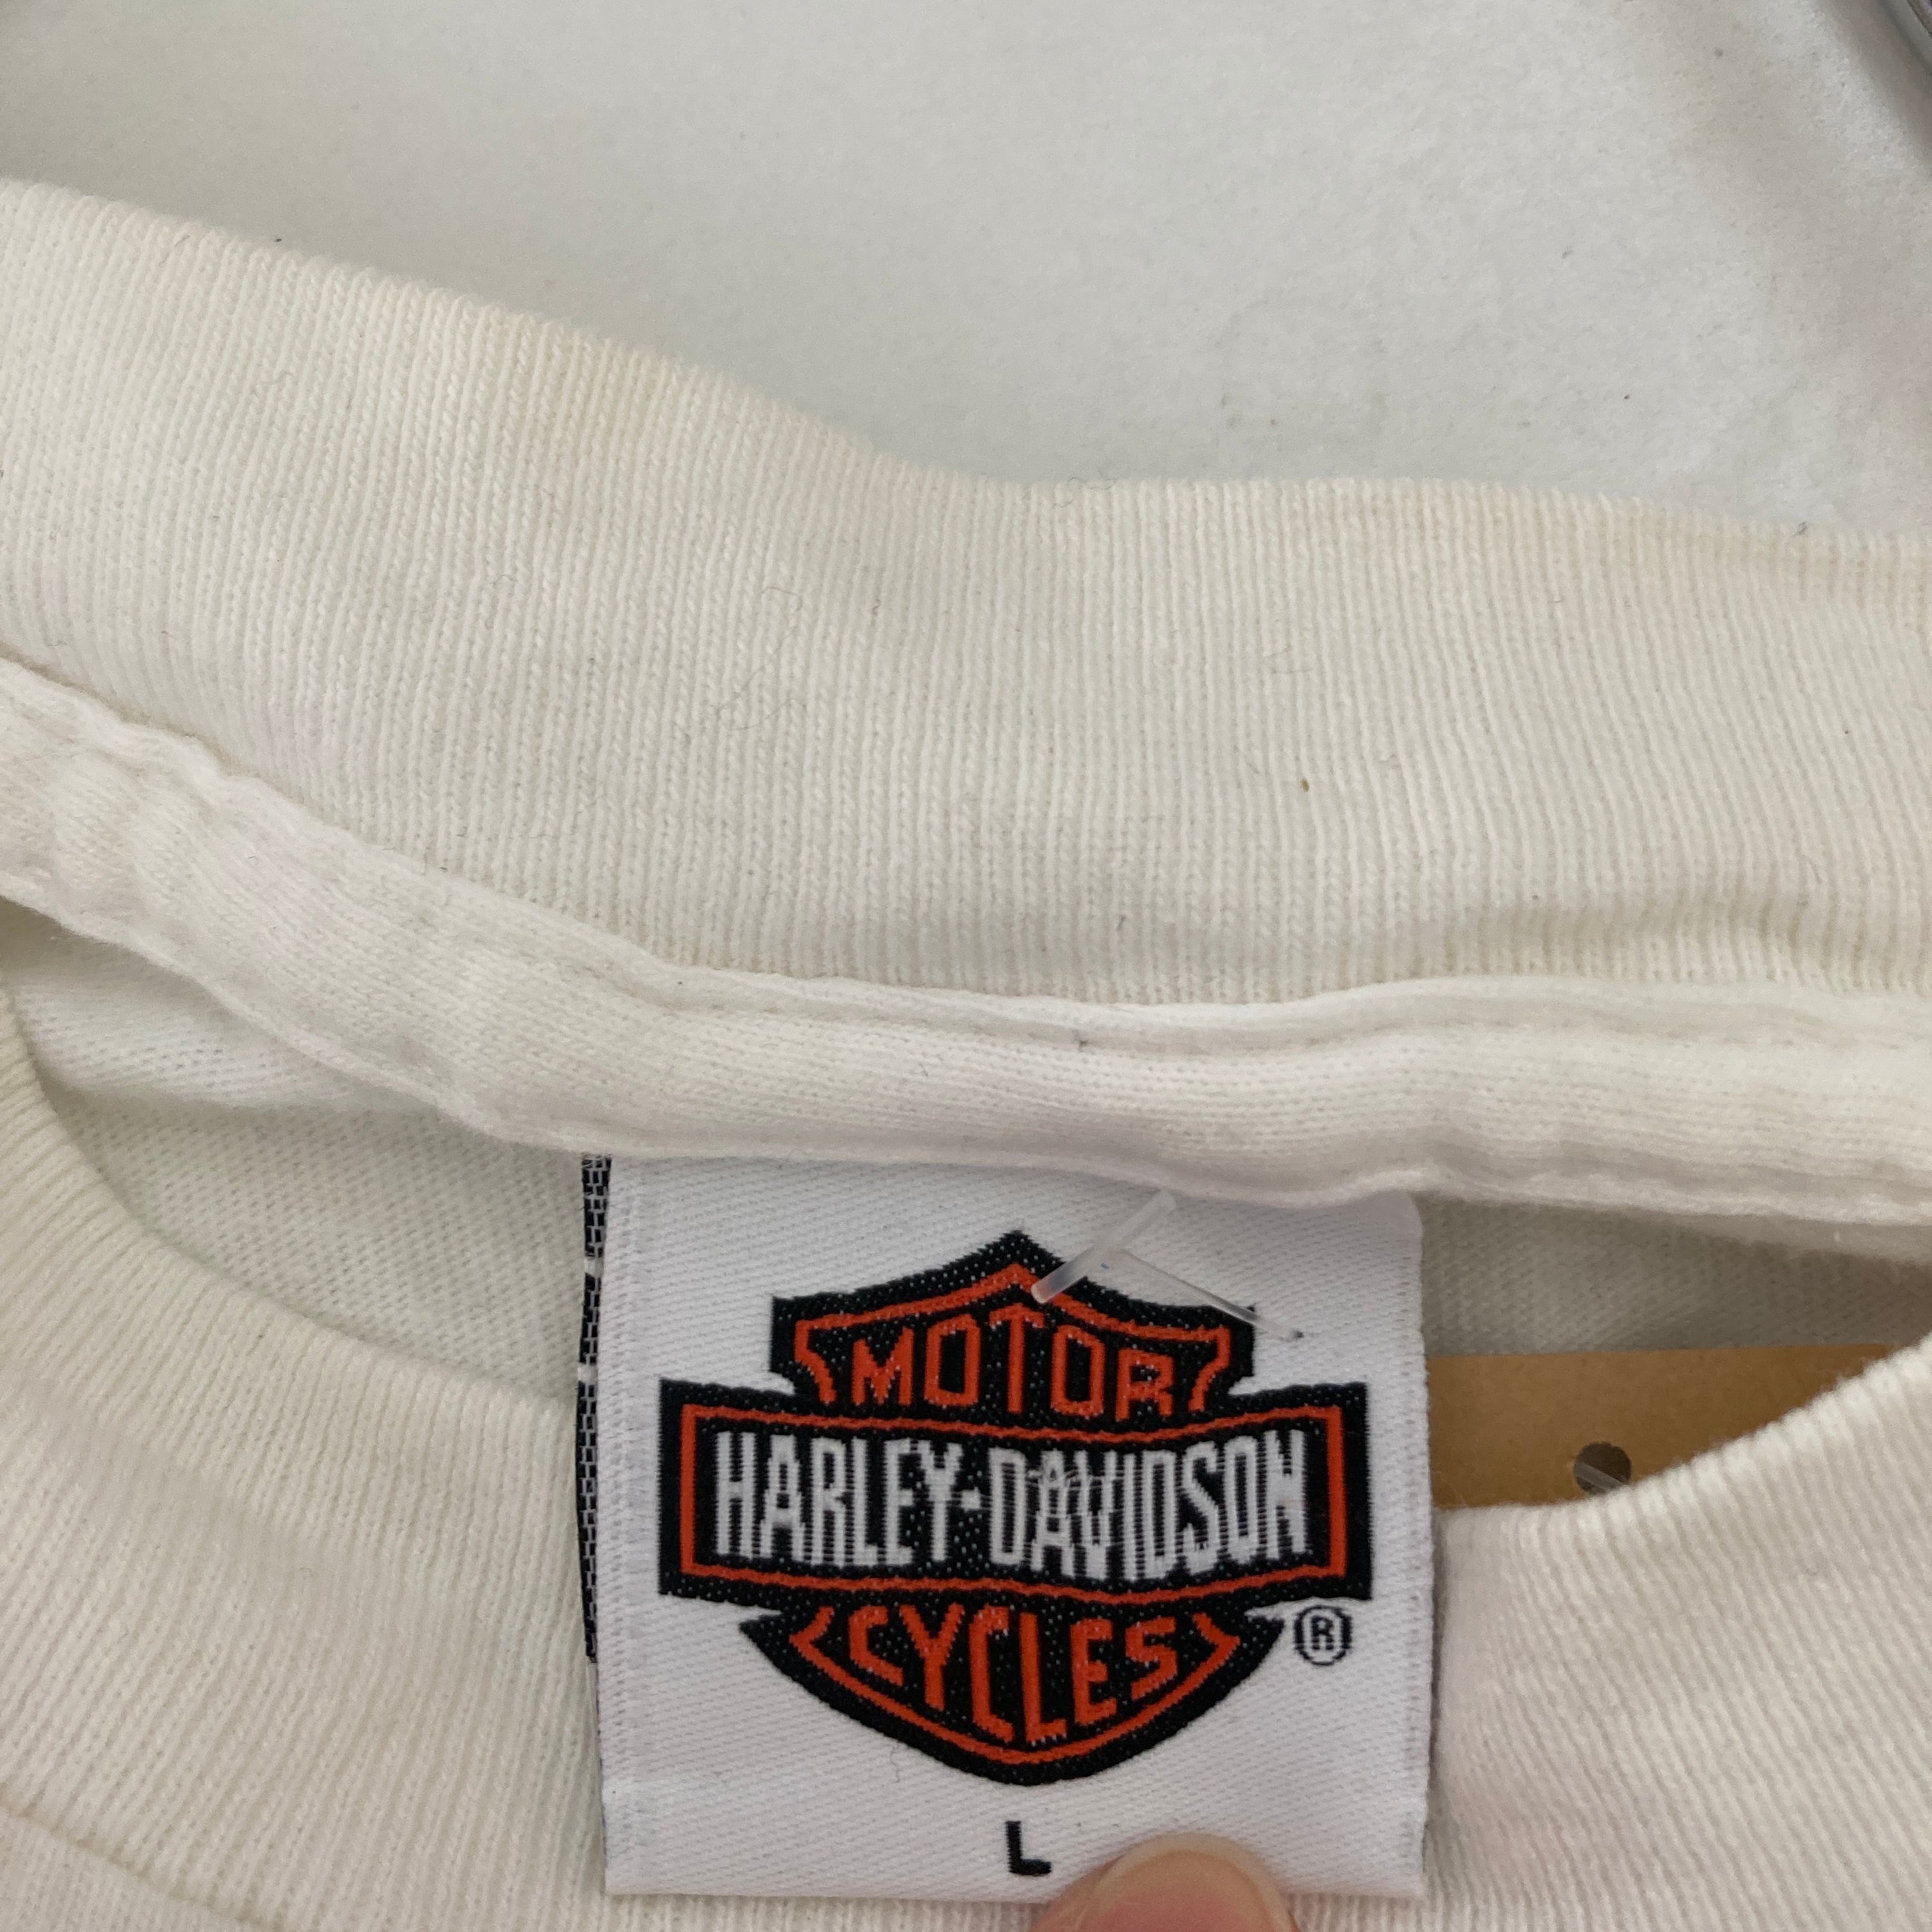 MOTOR
HARLEY-DAVIDSON
CYCLES
®
L